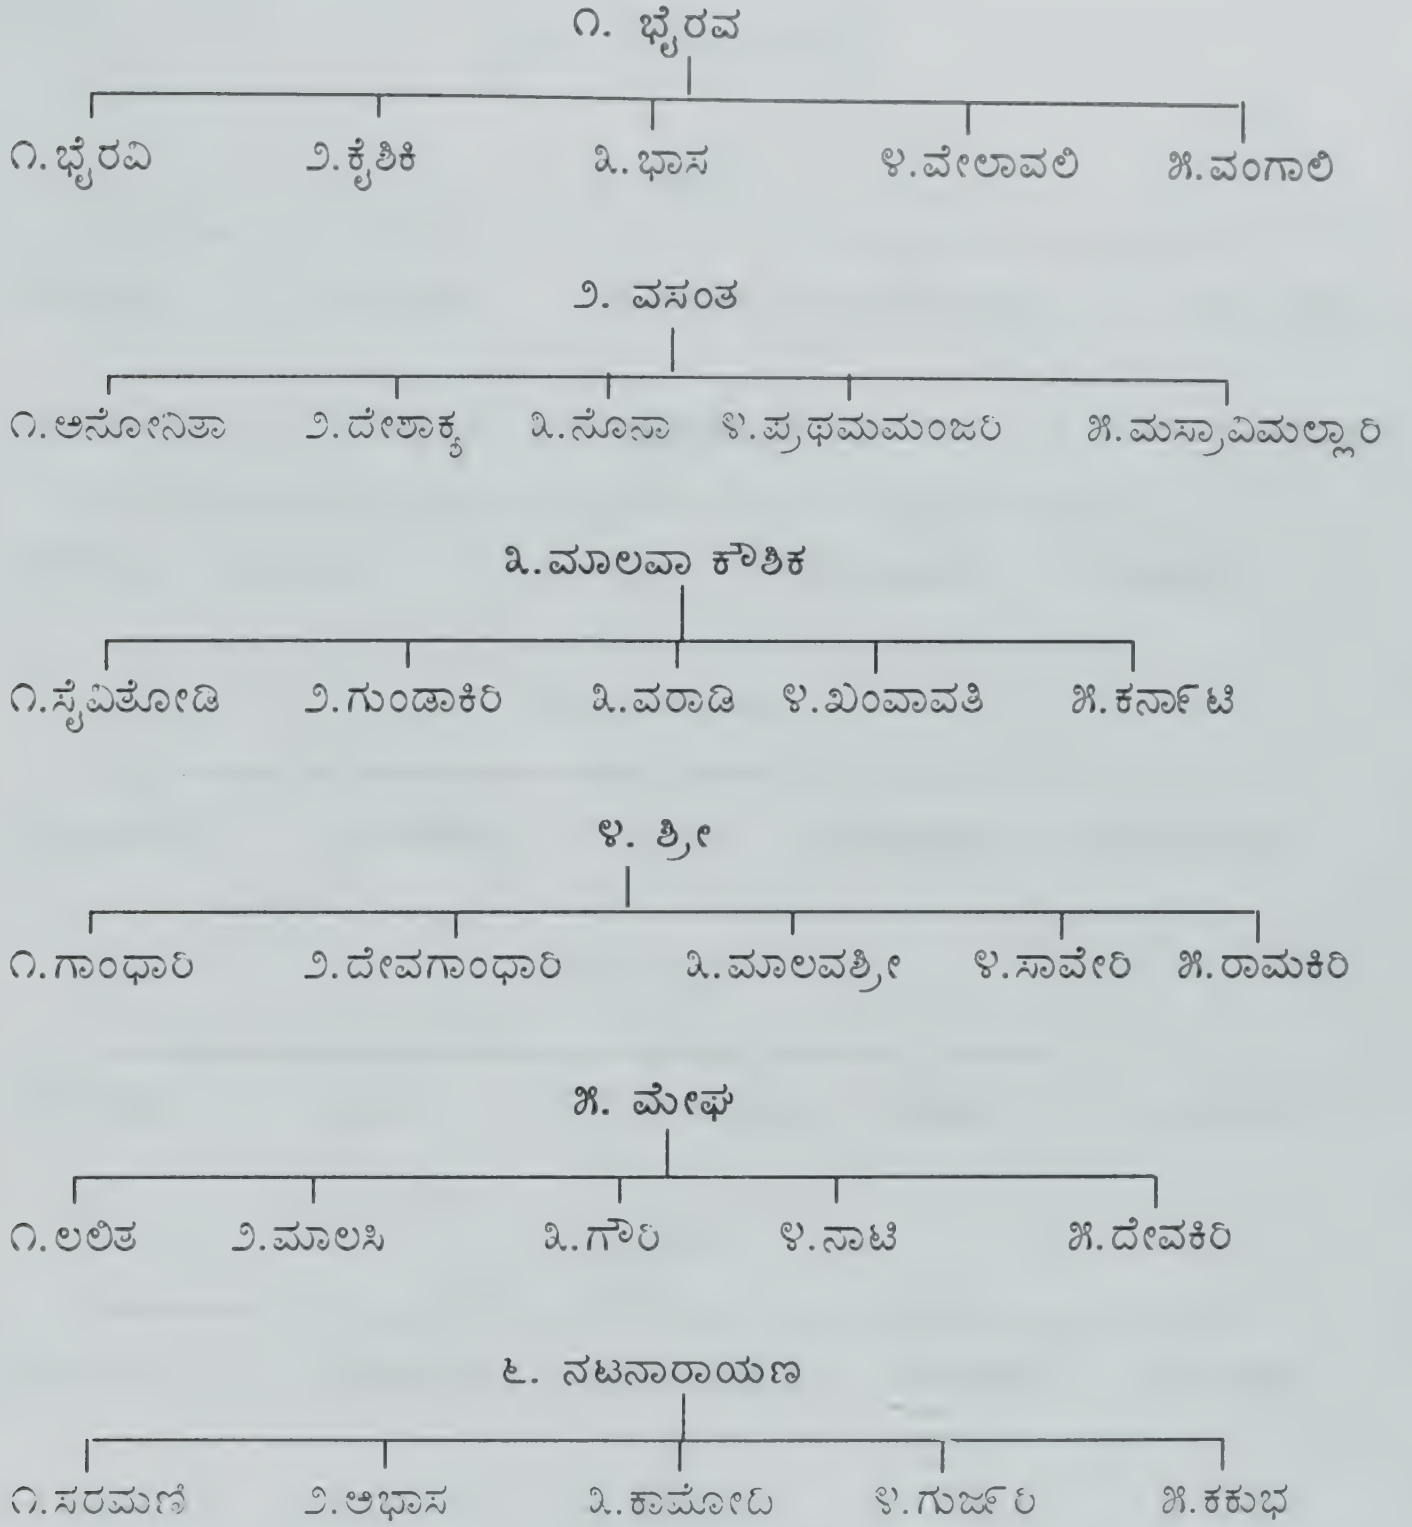 ೧. ಭೈರವ
೧.ಭೈರವಿ ೨.ಕೈಶಿಕಿ ೩.ಭಾಸ ೪.ವೇಲಾವಲಿ ೫.ವಂಗಾಲಿ
೨. ವಸಂತ
೧.ಅನೋನಿತಾ ೨.ದೇಶಾಕ್ಯ ೩.ನೊನಾ ೪.ಪ್ರಥಮಮಂಜರಿ ೫.ಮಸ್ರಾವಿಮಲ್ಲಾರಿ
೩.ಮಾಲವಾ ಕೌಶಿಕ
೧.ಸೈವಿತೋಡಿ ೨.ಗುಂಡಾಕಿರಿ ೩.ವರಾಡಿ ೪.ಖಂವಾವತಿ ೫.ಕರ್ನಾಟಿ
೪. ಶ್ರೀ
೧.ಗಾಂಧಾರಿ ೨.ದೇವಗಾಂಧಾರಿ ೩.ಮಾಲವಶ್ರೀ ೪.ಸಾವೇರಿ ೫.ರಾಮಕಿರಿ
೫. ಮೇಘ
೧.ಲಲಿತ ೨.ಮಾಲಸಿ ೩.ಗೌರಿ ೪.ನಾಟಿ ೫.ದೇವಕಿರಿ
೬. ನಟನಾರಾಯಣ
೧.ಸರಮಣಿ ೨.ಅಭಾಸ ೩.ಕಾಮೋದಿ ೪.ಗುರ್ಜರಿ ೫.ಕಕುಭ